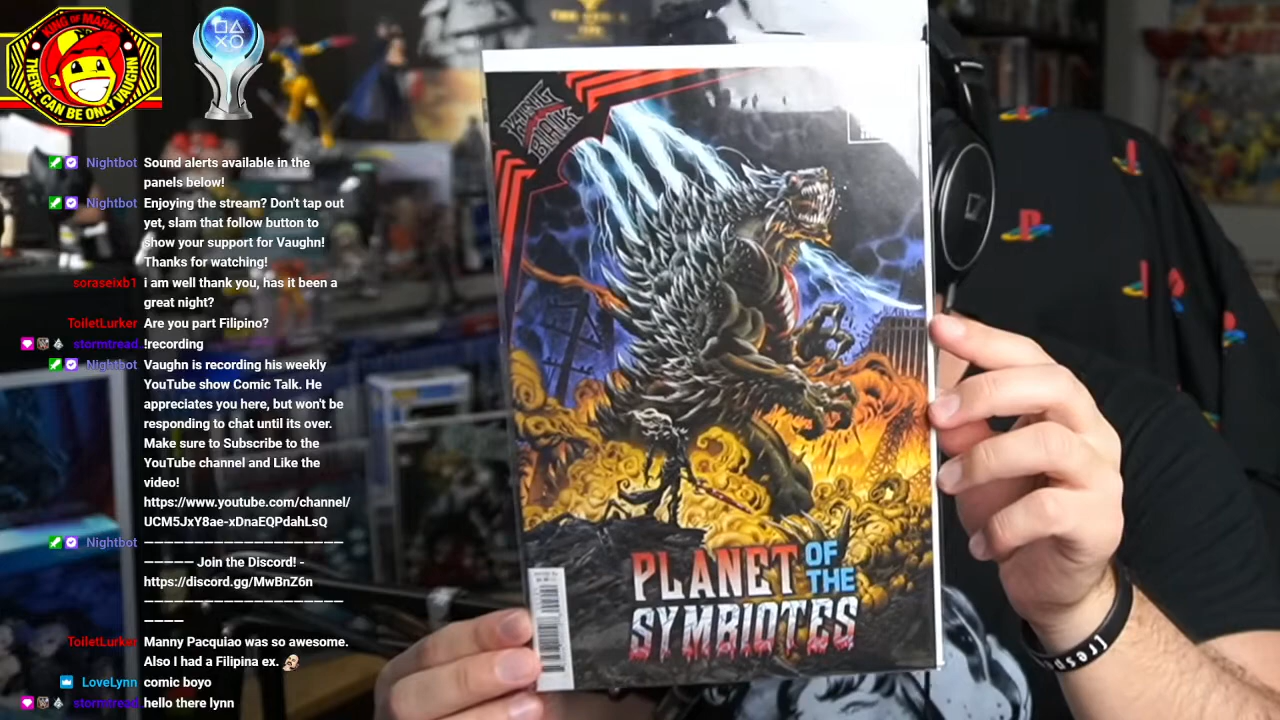 KING OF MARKS
THERE CAN BE ONLY VAUGHN
Nightbot Sound alerts available in the
panels below!
Nightbot Enjoying the stream? Don't tap out
yet, slam that follow button to
show your support for Vaughn!
Thanks for watching!
soraseixb1 i am well thank you, has it been a
great night?
ToiletLurker Are you part Filipino?
stormtread !recording
Nightbot Vaughn is recording his weekly
YouTube show Comic Talk. He
appreciates you here, but won't be
responding to chat until its over.
Make sure to Subscribe to the
YouTube channel and Like the
video!
https://www.youtube.com/channel/
UCM5JxY8ae-xDnaEQPdahLsQ
Nightbot ————————————————————
————— Join the Discord! -
https://discord.gg/MwBnZ6n
————————————————————
————
ToiletLurker Manny Pacquiao was so awesome.
Also I had a Filipina ex.
LoveLynn comic boyo
stormtread hello there lynn
KING
IN
BLACK
PLANET OF
THE
SYMBIOTES